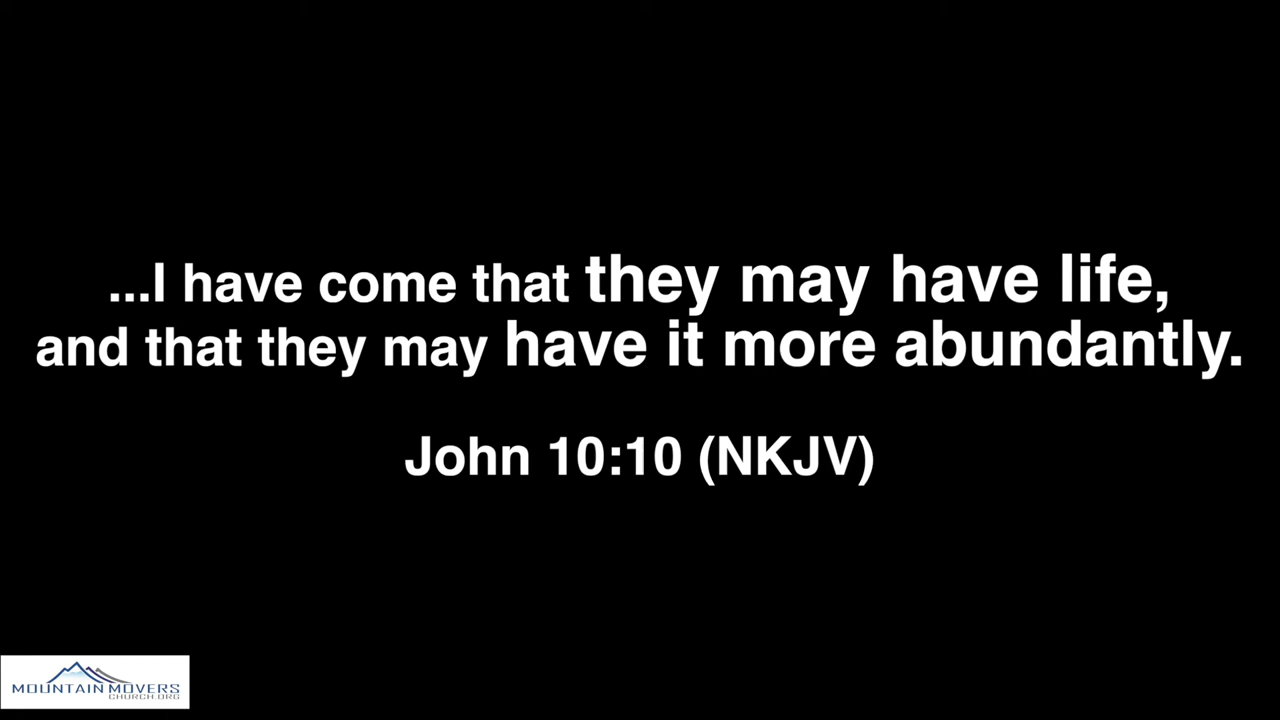 ...I have come that they may have life,
and that they may have it more abundantly.
John 10:10 (NKJV)
MOUNTAIN MOVERS
CHURCH.ORG